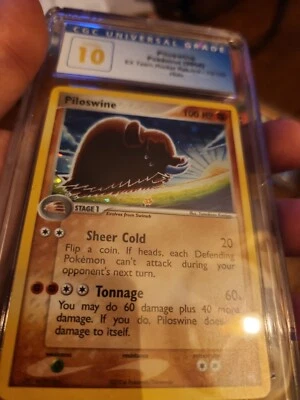 CGC UNIVERSAL GRADE
10
Piloswine
Piloswine
100 HP
STAGE 1
Evolves from Swinub
Sheer Cold 20
Flip a coin. If heads, each Defending
Pokémon can't attack during your
opponent's next turn.
Tonnage 60
You may do 60 damage plus 40 more
damage. If you do, Piloswine does
damage to itself.
weakness
resistance